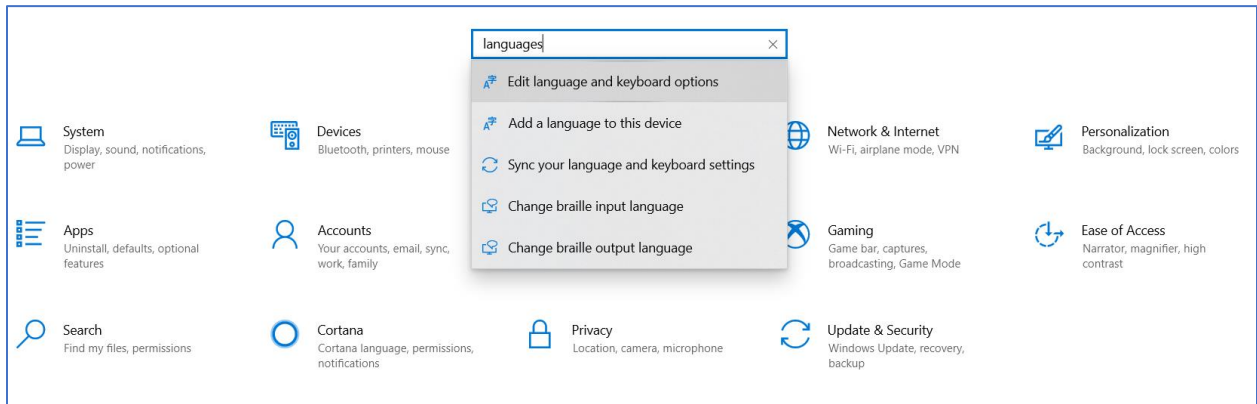 languages
Edit language and keyboard options
Add a language to this device
Sync your language and keyboard settings
Change braille input language
Change braille output language
System
Display, sound, notifications,
power
Devices
Bluetooth, printers, mouse
Network & Internet
Wi-Fi, airplane mode, VPN
Personalization
Background, lock screen, colors
Apps
Uninstall, defaults, optional
features
Accounts
Your accounts, email, sync,
work, family
Gaming
Game bar, captures,
broadcasting, Game Mode
Ease of Access
Narrator, magnifier, high
contrast
Search
Find my files, permissions
Cortana
Cortana language, permissions,
notifications
Privacy
Location, camera, microphone
Update & Security
Windows Update, recovery,
backup